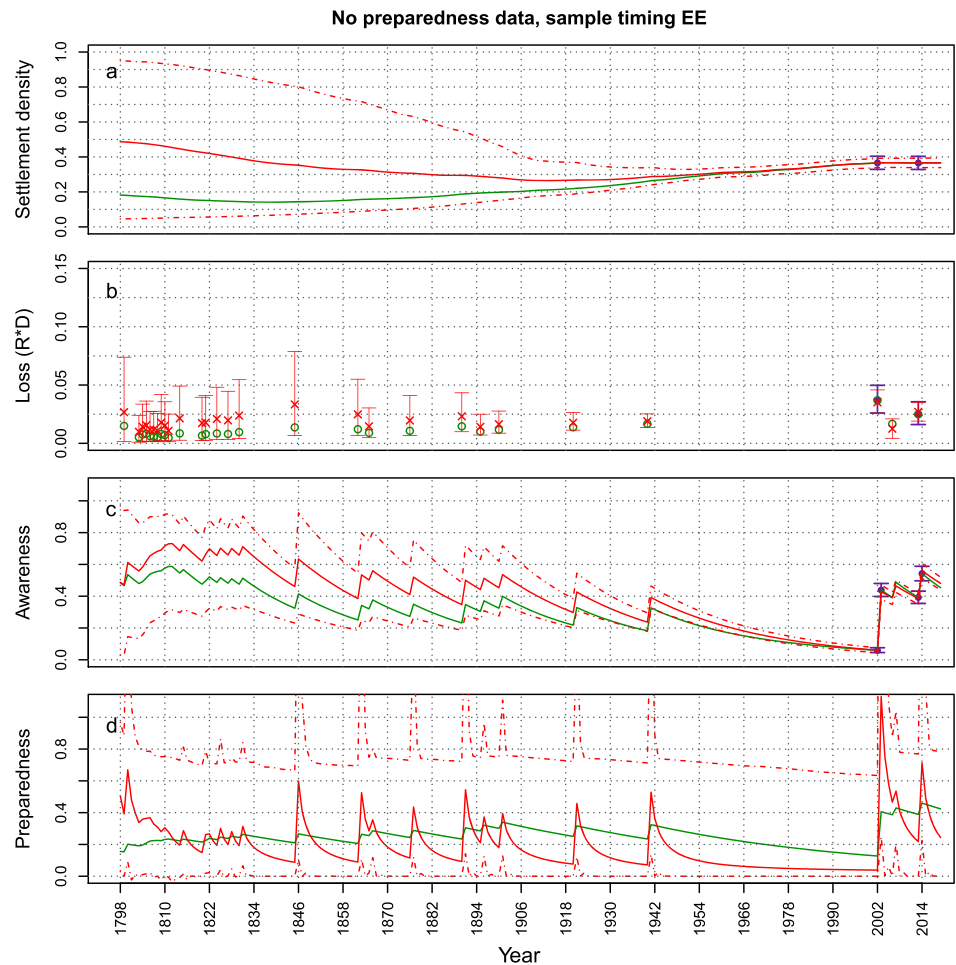 No preparedness data, sample timing EE
a
Settlement density
0.0 0.2 0.4 0.6 0.8 1.0
b
Loss (R*D)
0.00 0.05 0.10 0.15
c
Awareness
0.0 0.4 0.8
d
Preparedness
0.0 0.4 0.8
1798 1810 1822 1834 1846 1858 1870 1882 1894 1906 1918 1930 1942 1954 1966 1978 1990 2002 2014
Year